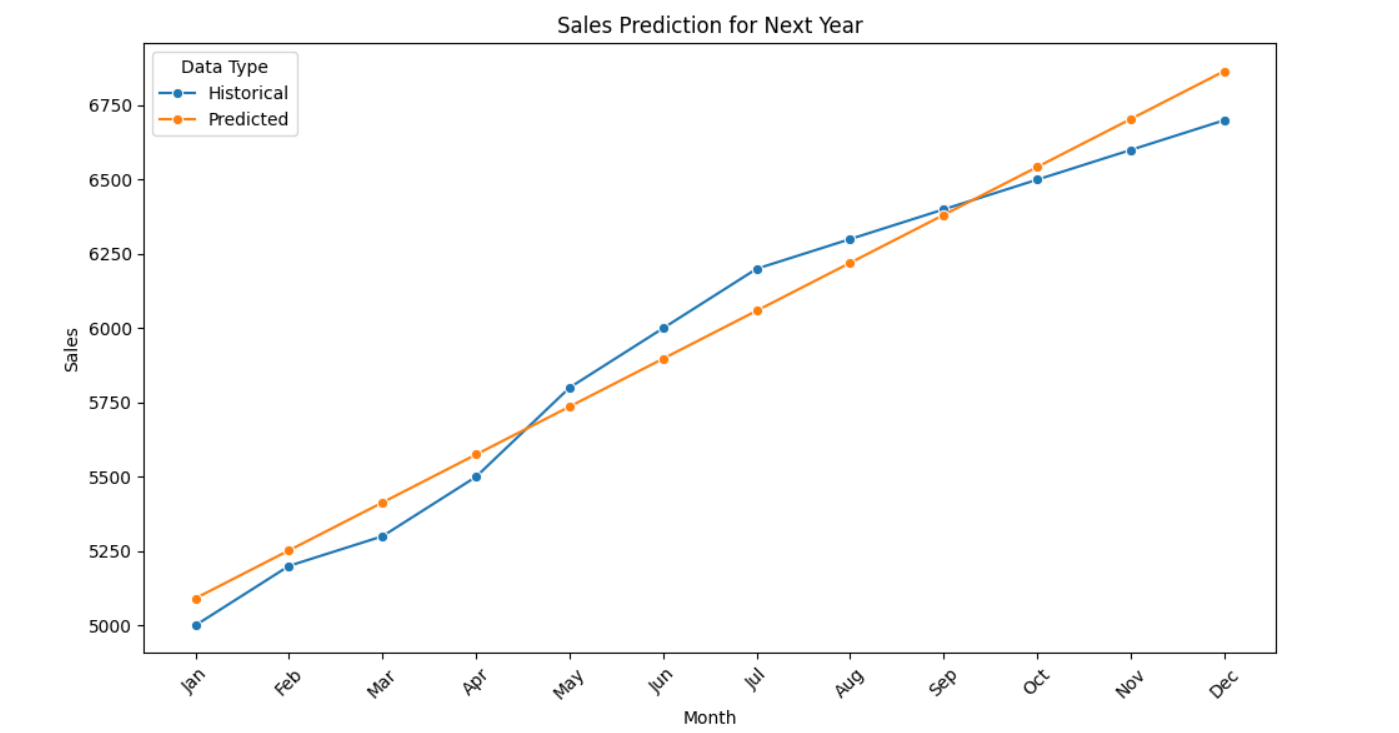 Sales Prediction for Next Year
Data Type
Historical
Predicted
6750
6500
6250
6000
5750
5500
5250
5000
Sales
Jan
Feb
Mar
Apr
May
Jun
Jul
Aug
Sep
Oct
Nov
Dec
Month